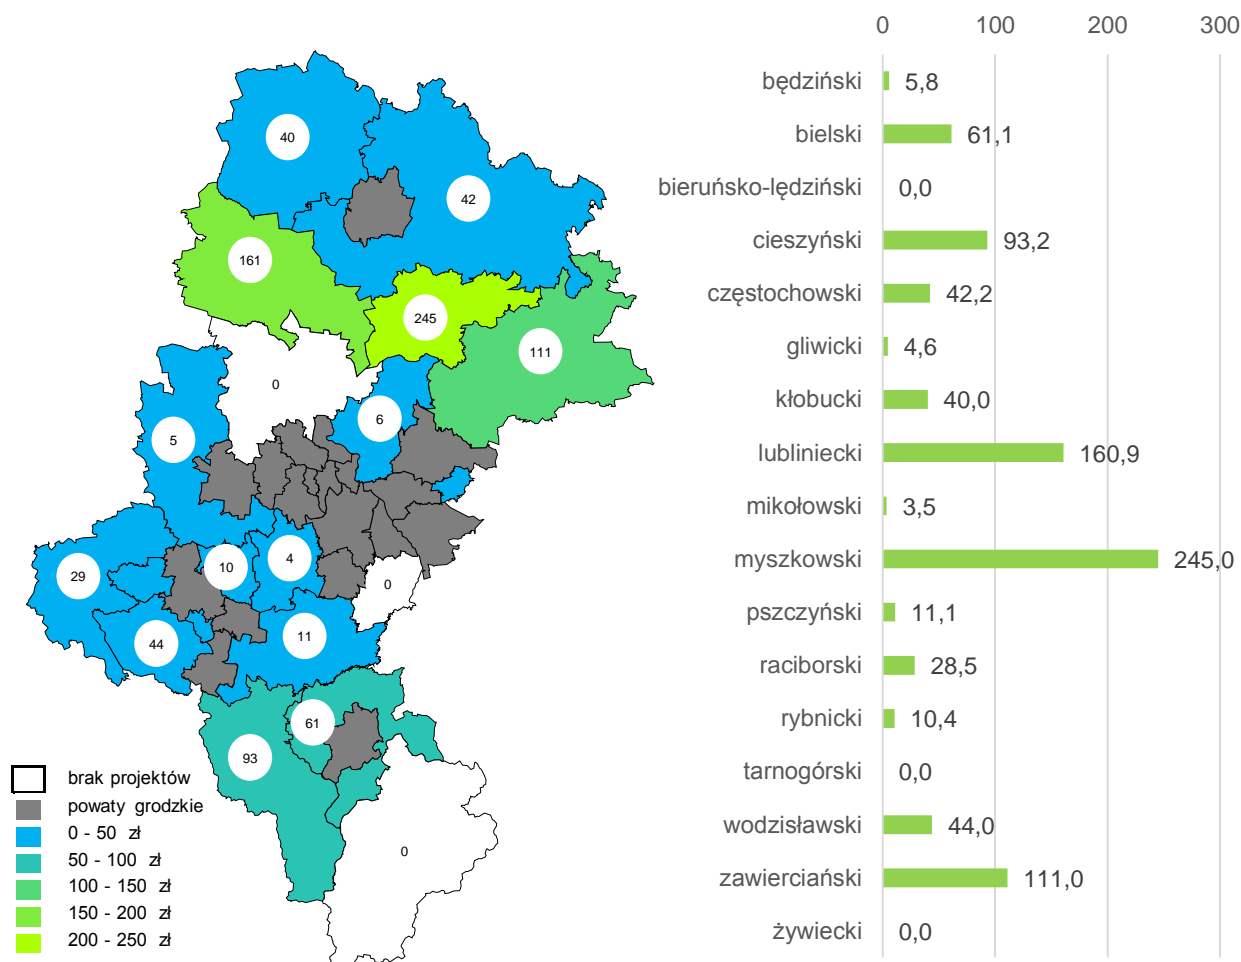 40
42
161
245
111
0
6
5
29
10
4
0
44
11
61
93
0
brak projektów
powaty grodzkie
0 - 50 zł
50 - 100 zł
100 - 150 zł
150 - 200 zł
200 - 250 zł
0 100 200 300
będziński 5,8
bielski 61,1
bieruńsko-lędziński 0,0
cieszyński 93,2
częstochowski 42,2
gliwicki 4,6
kłobucki 40,0
lubliniecki 160,9
mikołowski 3,5
myszkowski 245,0
pszczyński 11,1
raciborski 28,5
rybnicki 10,4
tarnogórski 0,0
wodzisławski 44,0
zawierciański 111,0
żywiecki 0,0